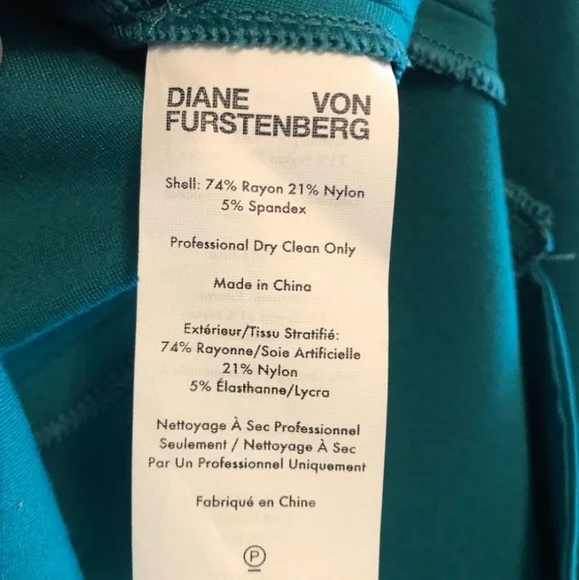 DIANE VON
FURSTENBERG
Shell: 74% Rayon 21% Nylon
5% Spandex
Professional Dry Clean Only
Made in China
Extérieur/Tissu Stratifié:
74% Rayonne/Soie Artificielle
21% Nylon
5% Élasthanne/Lycra
Nettoyage À Sec Professionnel
Seulement / Nettoyage À Sec
Par Un Professionnel Uniquement
Fabriqué en Chine
P